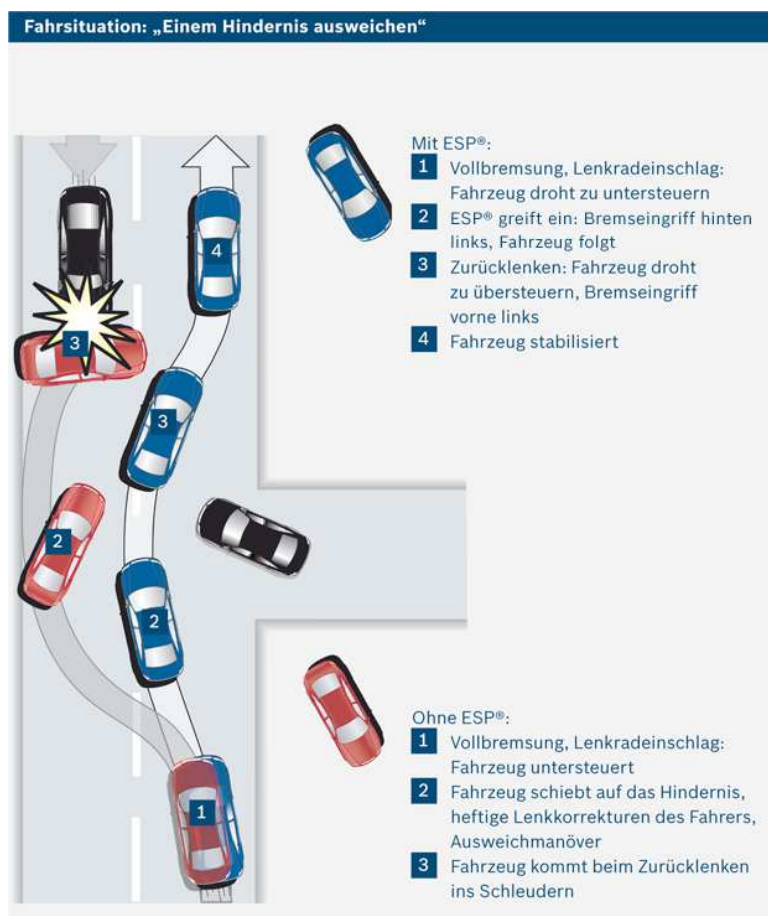 Fahrsituation: „Einem Hindernis ausweichen“
Mit ESP®:
1 Vollbremsung, Lenkradeinschlag:
Fahrzeug droht zu untersteuern
2 ESP® greift ein: Bremseingriff hinten
links, Fahrzeug folgt
3 Zurücklenken: Fahrzeug droht
zu übersteuern, Bremseingriff
vorne links
4 Fahrzeug stabilisiert
4
3
3
2
2
1
Ohne ESP®:
1 Vollbremsung, Lenkradeinschlag:
Fahrzeug untersteuert
2 Fahrzeug schiebt auf das Hindernis,
heftige Lenkkorrekturen des Fahrers,
Ausweichmanöver
3 Fahrzeug kommt beim Zurücklenken
ins Schleudern